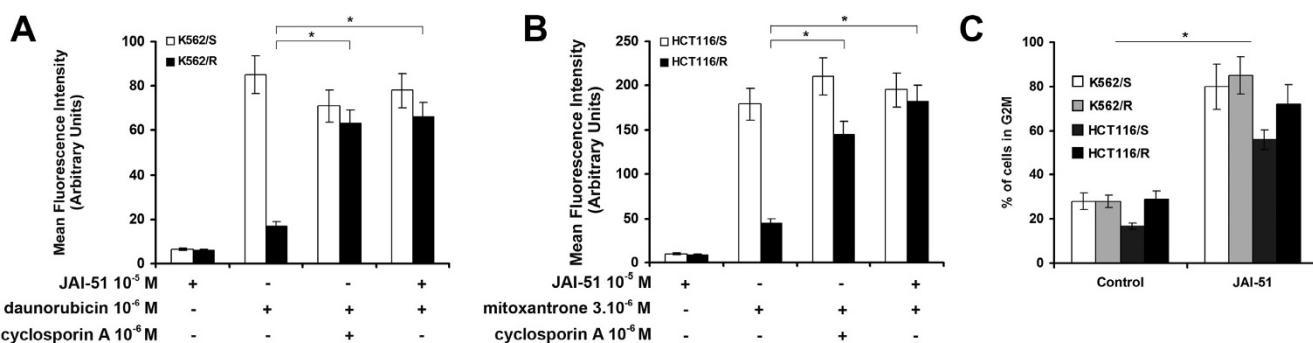 A
Mean Fluorescence Intensity
(Arbitrary Units)
100
80
60
40
20
0
K562/S
K562/R
*
*
JAI-51 10⁻⁵ M + - - +
daunorubicin 10⁻⁶ M - + + +
cyclosporin A 10⁻⁶ M - - + -
B
Mean Fluorescence Intensity
(Arbitrary Units)
250
200
150
100
50
0
HCT116/S
HCT116/R
*
*
JAI-51 10⁻⁵ M + - - +
mitoxantrone 3.10⁻⁶ M - + + +
cyclosporin A 10⁻⁶ M - - + -
C
% of cells in G2M
100
80
60
40
20
0
K562/S
K562/R
HCT116/S
HCT116/R
*
Control JAI-51